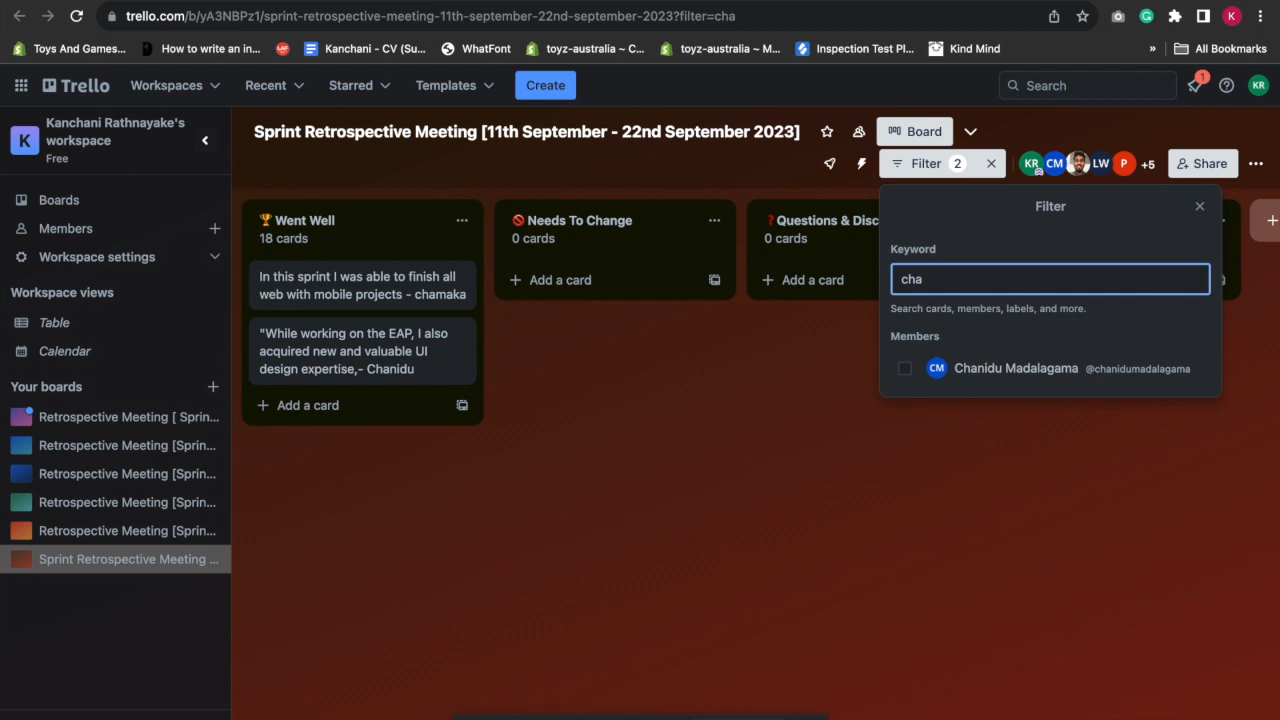 trello.com/b/yA3NBPz1/sprint-retrospective-meeting-11th-september-22nd-september-2023?filter=cha
K
Toys And Games...
How to write an in...
Kanchani - CV (Su...
WhatFont
toyz-australia ~ C...
toyz-australia ~ M...
Inspection Test Pl...
Kind Mind
»
All Bookmarks
Trello
Workspaces
Recent
Starred
Templates
Create
Search
1
KR
K
Kanchani Rathnayake's
workspace
Free
Boards
Members
Workspace settings
Workspace views
Table
Calendar
Your boards
Retrospective Meeting [ Sprin...
Retrospective Meeting [Sprin...
Retrospective Meeting [Sprin...
Retrospective Meeting [Sprin...
Retrospective Meeting [Sprin...
Sprint Retrospective Meeting ...
Sprint Retrospective Meeting [11th September - 22nd September 2023]
Board
Filter 2
KR CM LW P +5
Share
🏆 Went Well
18 cards
In this sprint I was able to finish all
web with mobile projects - chamaka
"While working on the EAP, I also
acquired new and valuable UI
design expertise,- Chanidu
Add a card
🚫 Needs To Change
0 cards
Add a card
❓ Questions & Disc
0 cards
Add a card
Filter
Keyword
cha
Search cards, members, labels, and more.
Members
CM Chanidu Madalagama @chanidumadalagama